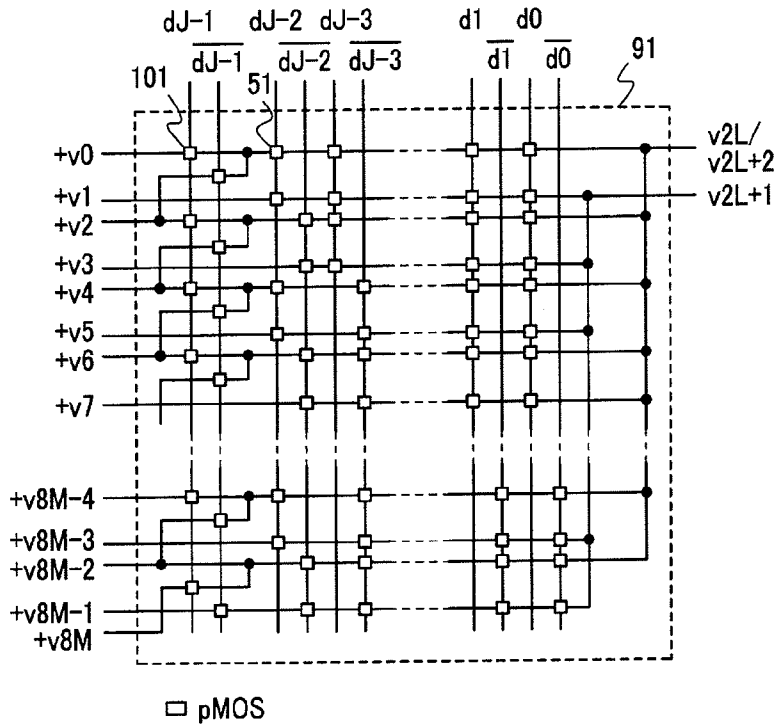 dJ-1 dJ-2 dJ-3 d1 d0
dJ-1 dJ-2 dJ-3 d1 d0 91
101 51
+v0 v2L/
v2L+2
+v1 v2L+1
+v2
+v3
+v4
+v5
+v6
+v7
+v8M-4
+v8M-3
+v8M-2
+v8M-1
+v8M
pMOS